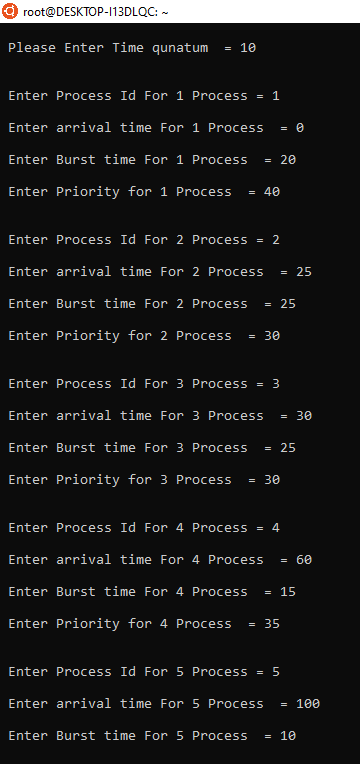 root@DESKTOP-I13DLQC: ~
Please Enter Time qunatum  = 10
Enter Process Id For 1 Process = 1
Enter arrival time For 1 Process  = 0
Enter Burst time For 1 Process  = 20
Enter Priority for 1 Process  = 40
Enter Process Id For 2 Process = 2
Enter arrival time For 2 Process  = 25
Enter Burst time For 2 Process  = 25
Enter Priority for 2 Process  = 30
Enter Process Id For 3 Process = 3
Enter arrival time For 3 Process  = 30
Enter Burst time For 3 Process  = 25
Enter Priority for 3 Process  = 30
Enter Process Id For 4 Process = 4
Enter arrival time For 4 Process  = 60
Enter Burst time For 4 Process  = 15
Enter Priority for 4 Process  = 35
Enter Process Id For 5 Process = 5
Enter arrival time For 5 Process  = 100
Enter Burst time For 5 Process  = 10